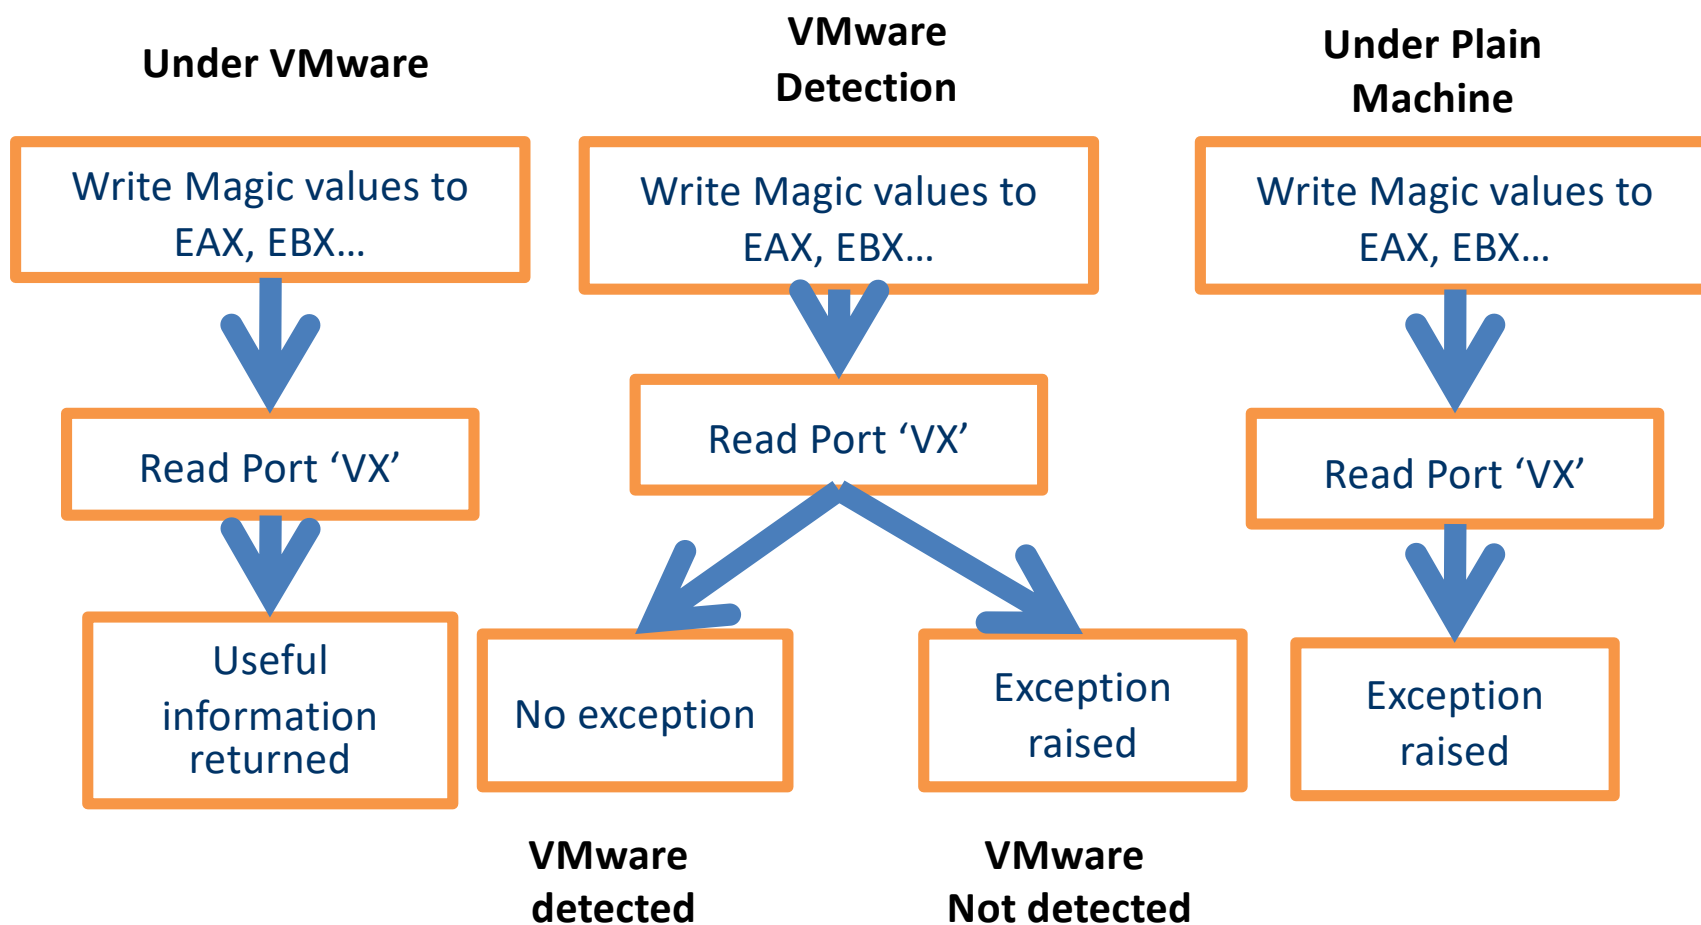 Under VMware
VMware
Detection
Under Plain
Machine
Write Magic values to
EAX, EBX…
Write Magic values to
EAX, EBX…
Write Magic values to
EAX, EBX…
Read Port ‘VX’
Read Port ‘VX’
Read Port ‘VX’
Useful
information
returned
No exception
Exception
raised
Exception
raised
VMware
detected
VMware
Not detected